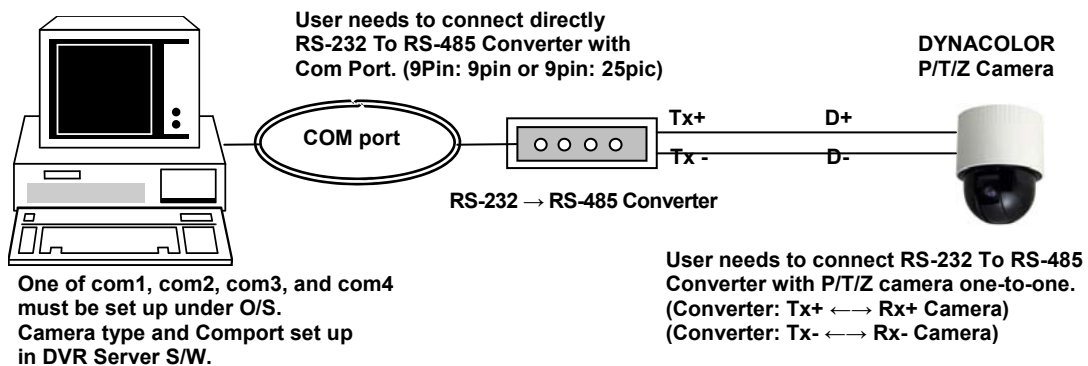 User needs to connect directly
RS-232 To RS-485 Converter with
Com Port. (9Pin: 9pin or 9pin: 25pic)
DYNACOLOR
P/T/Z Camera
COM port
Tx+ D+
Tx - D-
RS-232 → RS-485 Converter
One of com1, com2, com3, and com4
must be set up under O/S.
Camera type and Comport set up
in DVR Server S/W.
User needs to connect RS-232 To RS-485
Converter with P/T/Z camera one-to-one.
(Converter: Tx+ ←→ Rx+ Camera)
(Converter: Tx- ←→ Rx- Camera)